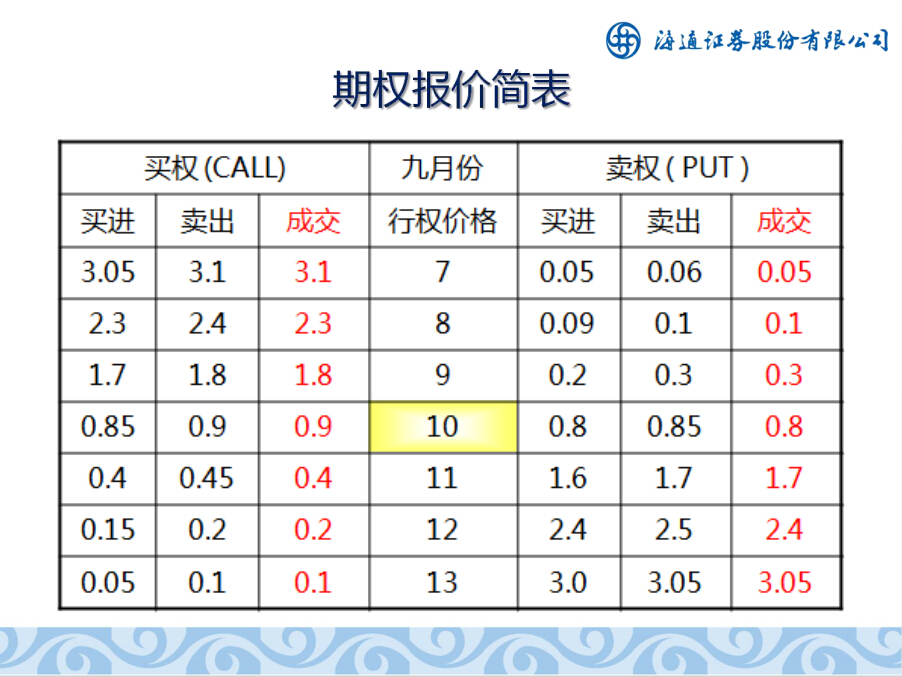 海通证券股份有限公司
期权报价简表
买权(CALL) 九月份 卖权( PUT )
买进 卖出 成交 行权价格 买进 卖出 成交
3.05 3.1 3.1 7 0.05 0.06 0.05
2.3 2.4 2.3 8 0.09 0.1 0.1
1.7 1.8 1.8 9 0.2 0.3 0.3
0.85 0.9 0.9 10 0.8 0.85 0.8
0.4 0.45 0.4 11 1.6 1.7 1.7
0.15 0.2 0.2 12 2.4 2.5 2.4
0.05 0.1 0.1 13 3.0 3.05 3.05